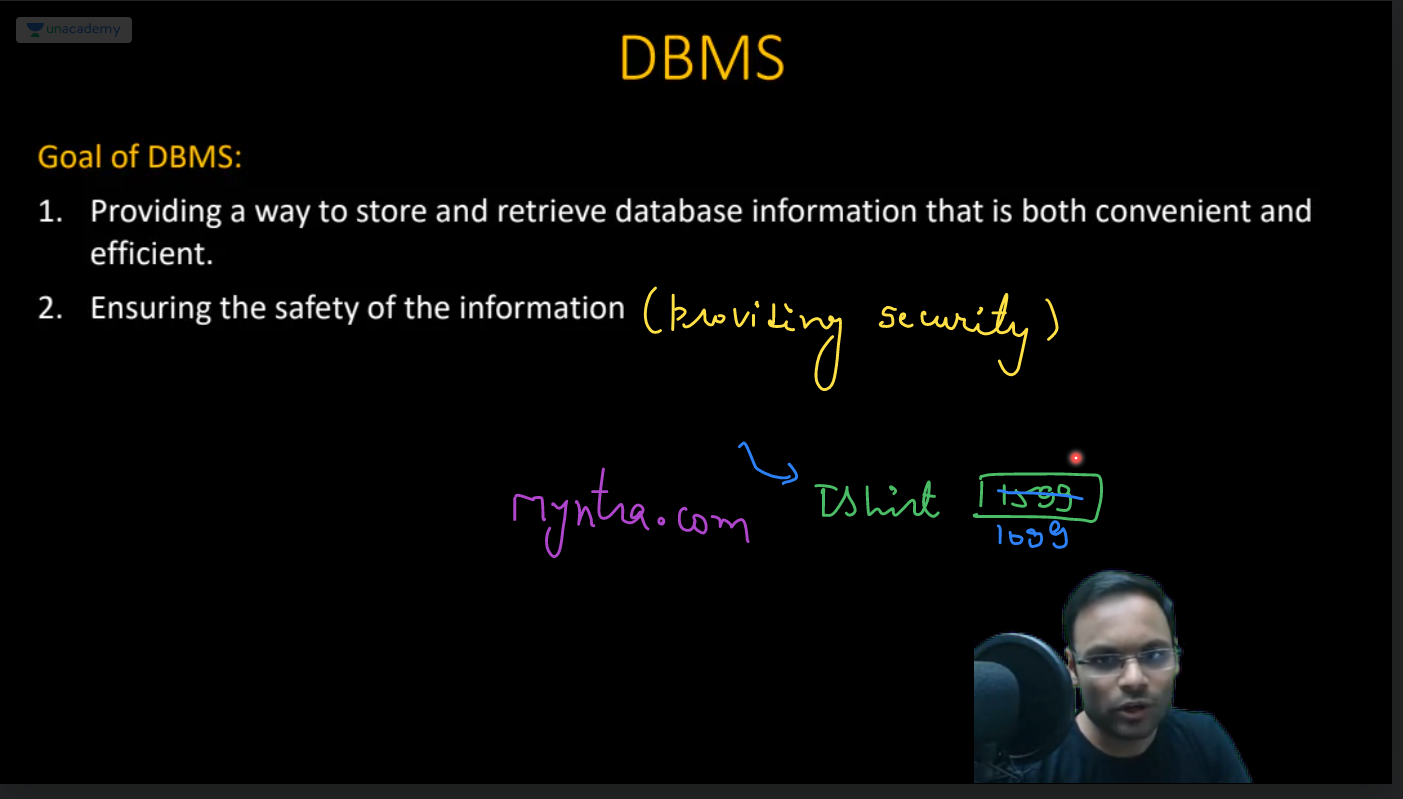 unacademy
DBMS
Goal of DBMS:
1. Providing a way to store and retrieve database information that is both convenient and
efficient.
2. Ensuring the safety of the information (providing security)
Myntra.com TShirt 1599
1099